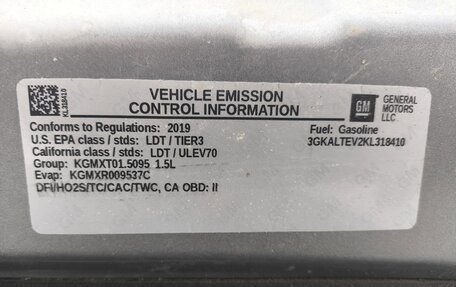 KL318410
VEHICLE EMISSION
CONTROL INFORMATION
GM
GENERAL
MOTORS
LLC
Conforms to Regulations: 2019
U.S. EPA class / stds: LDT / TIER3
California class / stds: LDT / ULEV70
Group: KGMXT01.5095 1.5L
Evap: KGMXR009537C
DFI/HO2S/TC/CAC/TWC, CA OBD: II
Fuel: Gasoline
3GKALTEV2KL318410